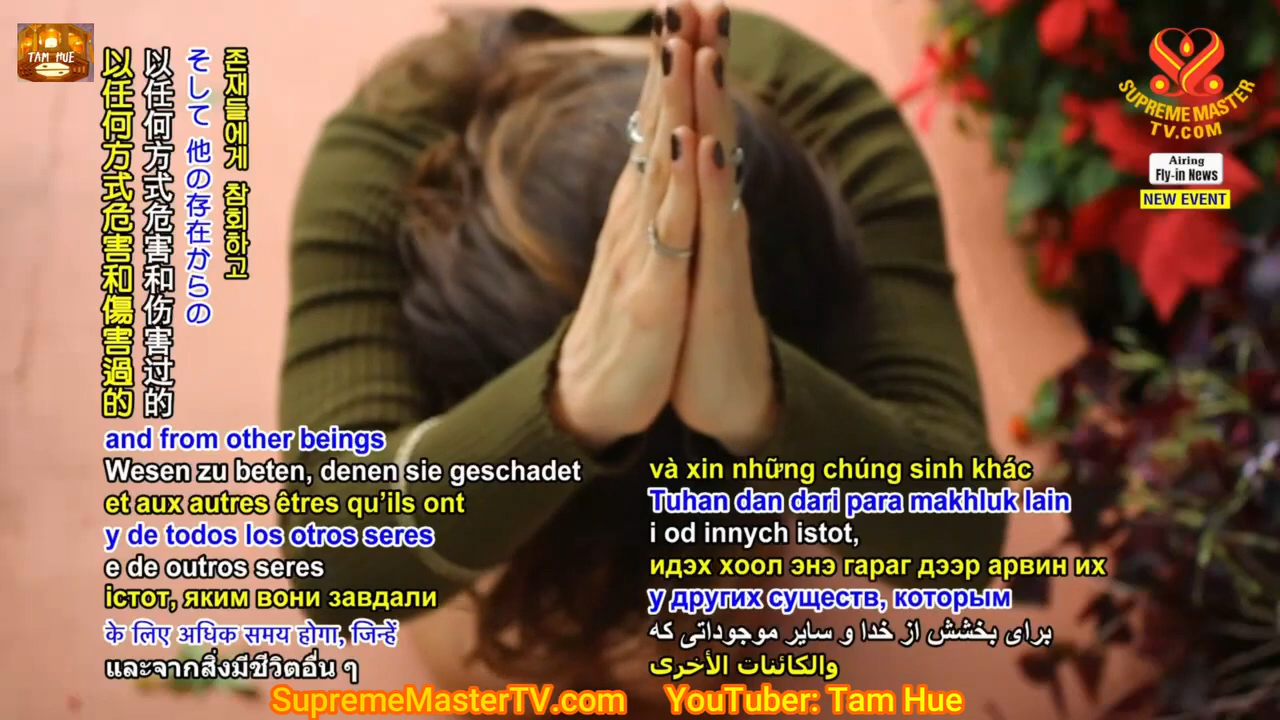 TAM HUE
以任何方式危害和傷害過的
以任何方式危害和伤害过的
そして 他の存在からの
존재들에게 참회하고
SUPREME MASTER
TV.COM
Airing
Fly-in News
NEW EVENT
and from other beings
Wesen zu beten, denen sie geschadet
et aux autres êtres qu’ils ont
y de todos los otros seres
e de outros seres
істот, яким вони завдали
के लिए अधिक समय होगा, जिन्हें
และจากสิ่งมีชีวิตอื่น ๆ
và xin những chúng sinh khác
Tuhan dan dari para makhluk lain
i od innych istot,
идэх хоол энэ гараг дээр арвин их
у других существ, которым
برای بخشش از خدا و سایر موجوداتی که
والكائنات الأخرى
SupremeMasterTV.com YouTuber: Tam Hue